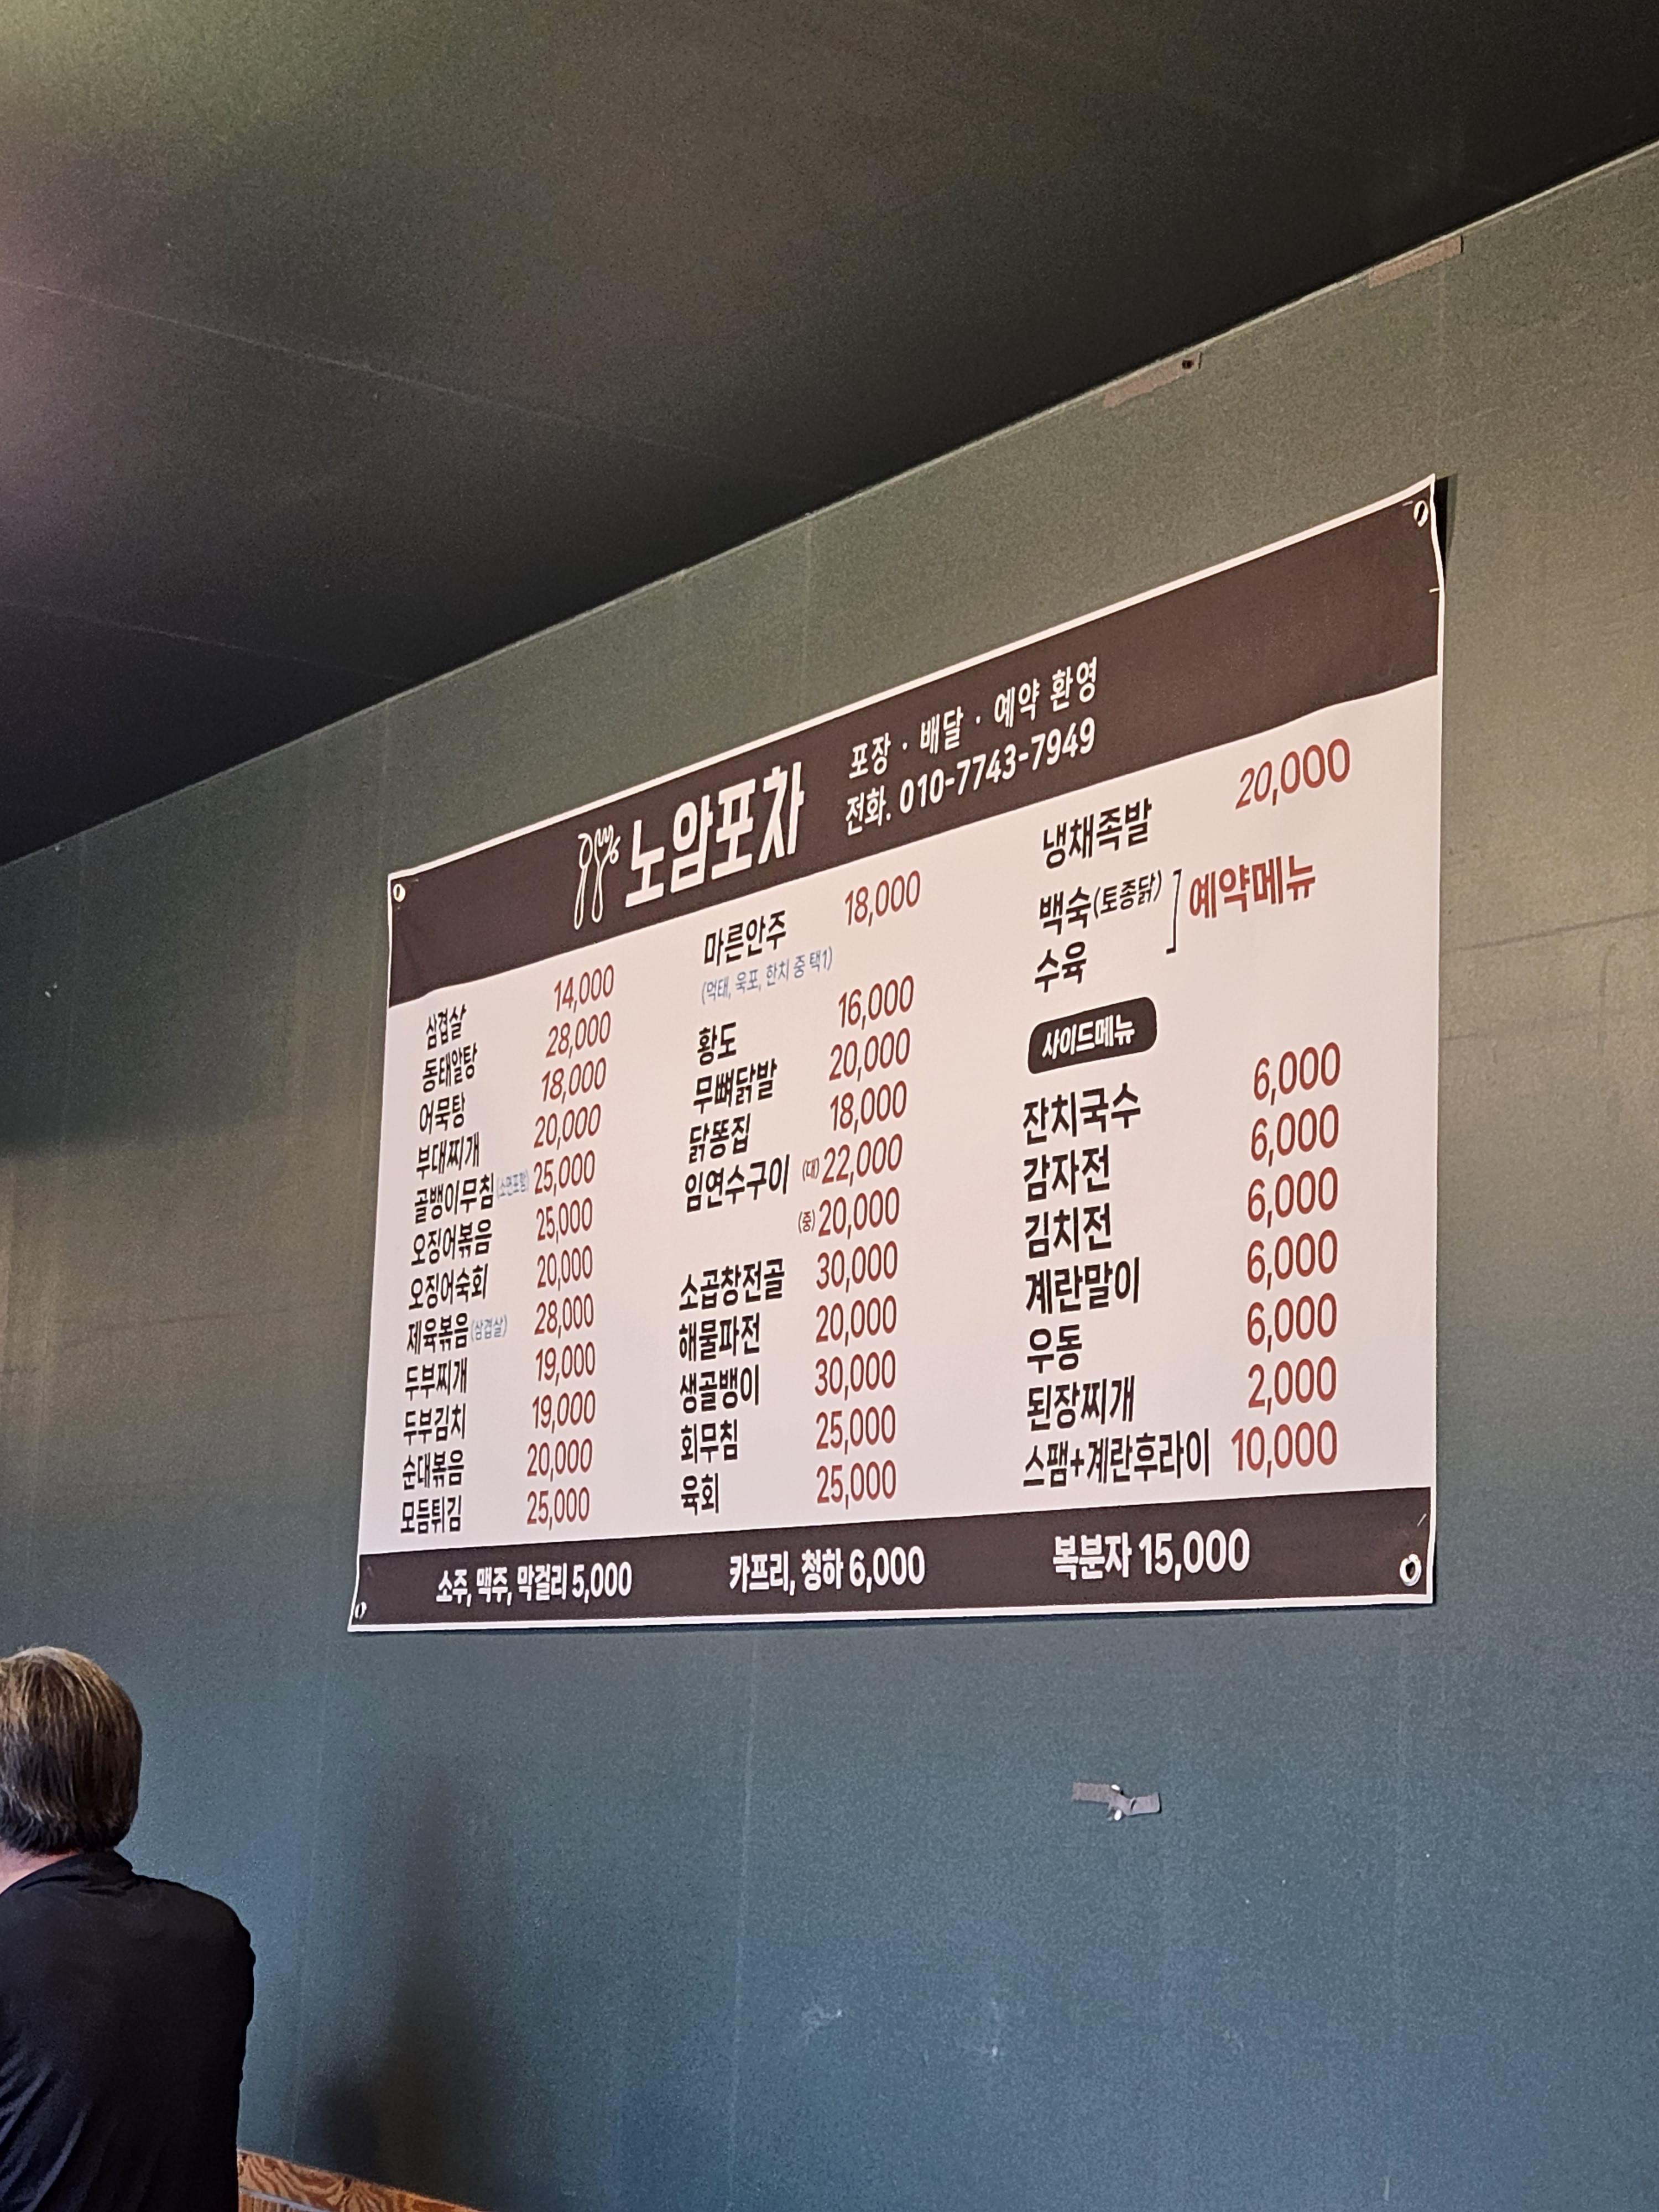 노암포차
포장 · 배달 · 예약 환영
전화. 010-7743-7949
삼겹살 14,000
동태알탕 28,000
어묵탕 18,000
부대찌개 20,000
골뱅이무침(소면포함) 25,000
오징어볶음 25,000
오징어숙회 20,000
제육볶음(삼겹살) 28,000
두부찌개 19,000
두부김치 19,000
순대볶음 20,000
모듬튀김 25,000
마른안주 18,000
(먹태, 육포, 한치 중 택1)
황도 16,000
무뼈닭발 20,000
닭똥집 18,000
임연수구이 (대) 22,000
(중) 20,000
소곱창전골 30,000
해물파전 20,000
생골뱅이 30,000
회무침 25,000
육회 25,000
냉채족발 20,000
백숙(토종닭) ] 예약메뉴
수육
사이드메뉴
잔치국수 6,000
감자전 6,000
김치전 6,000
계란말이 6,000
우동 6,000
된장찌개 2,000
스팸+계란후라이 10,000
소주, 맥주, 막걸리 5,000
카프리, 청하 6,000
복분자 15,000